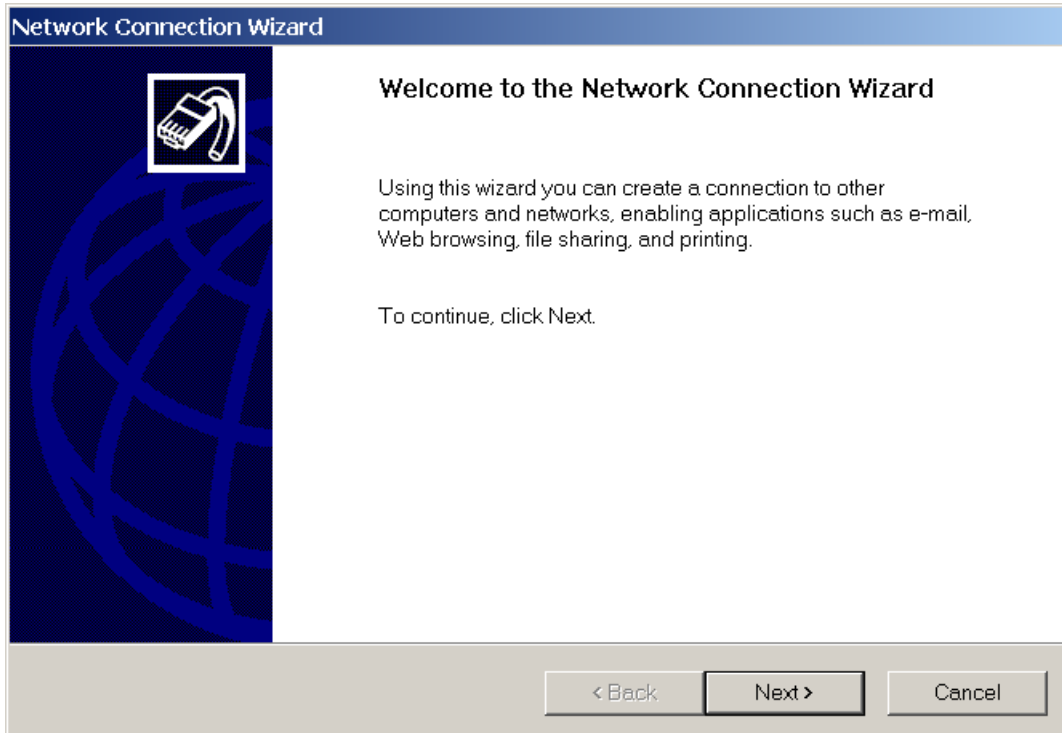 Network Connection Wizard
Welcome to the Network Connection Wizard
Using this wizard you can create a connection to other
computers and networks, enabling applications such as e-mail,
Web browsing, file sharing, and printing.
To continue, click Next.
< Back Next > Cancel